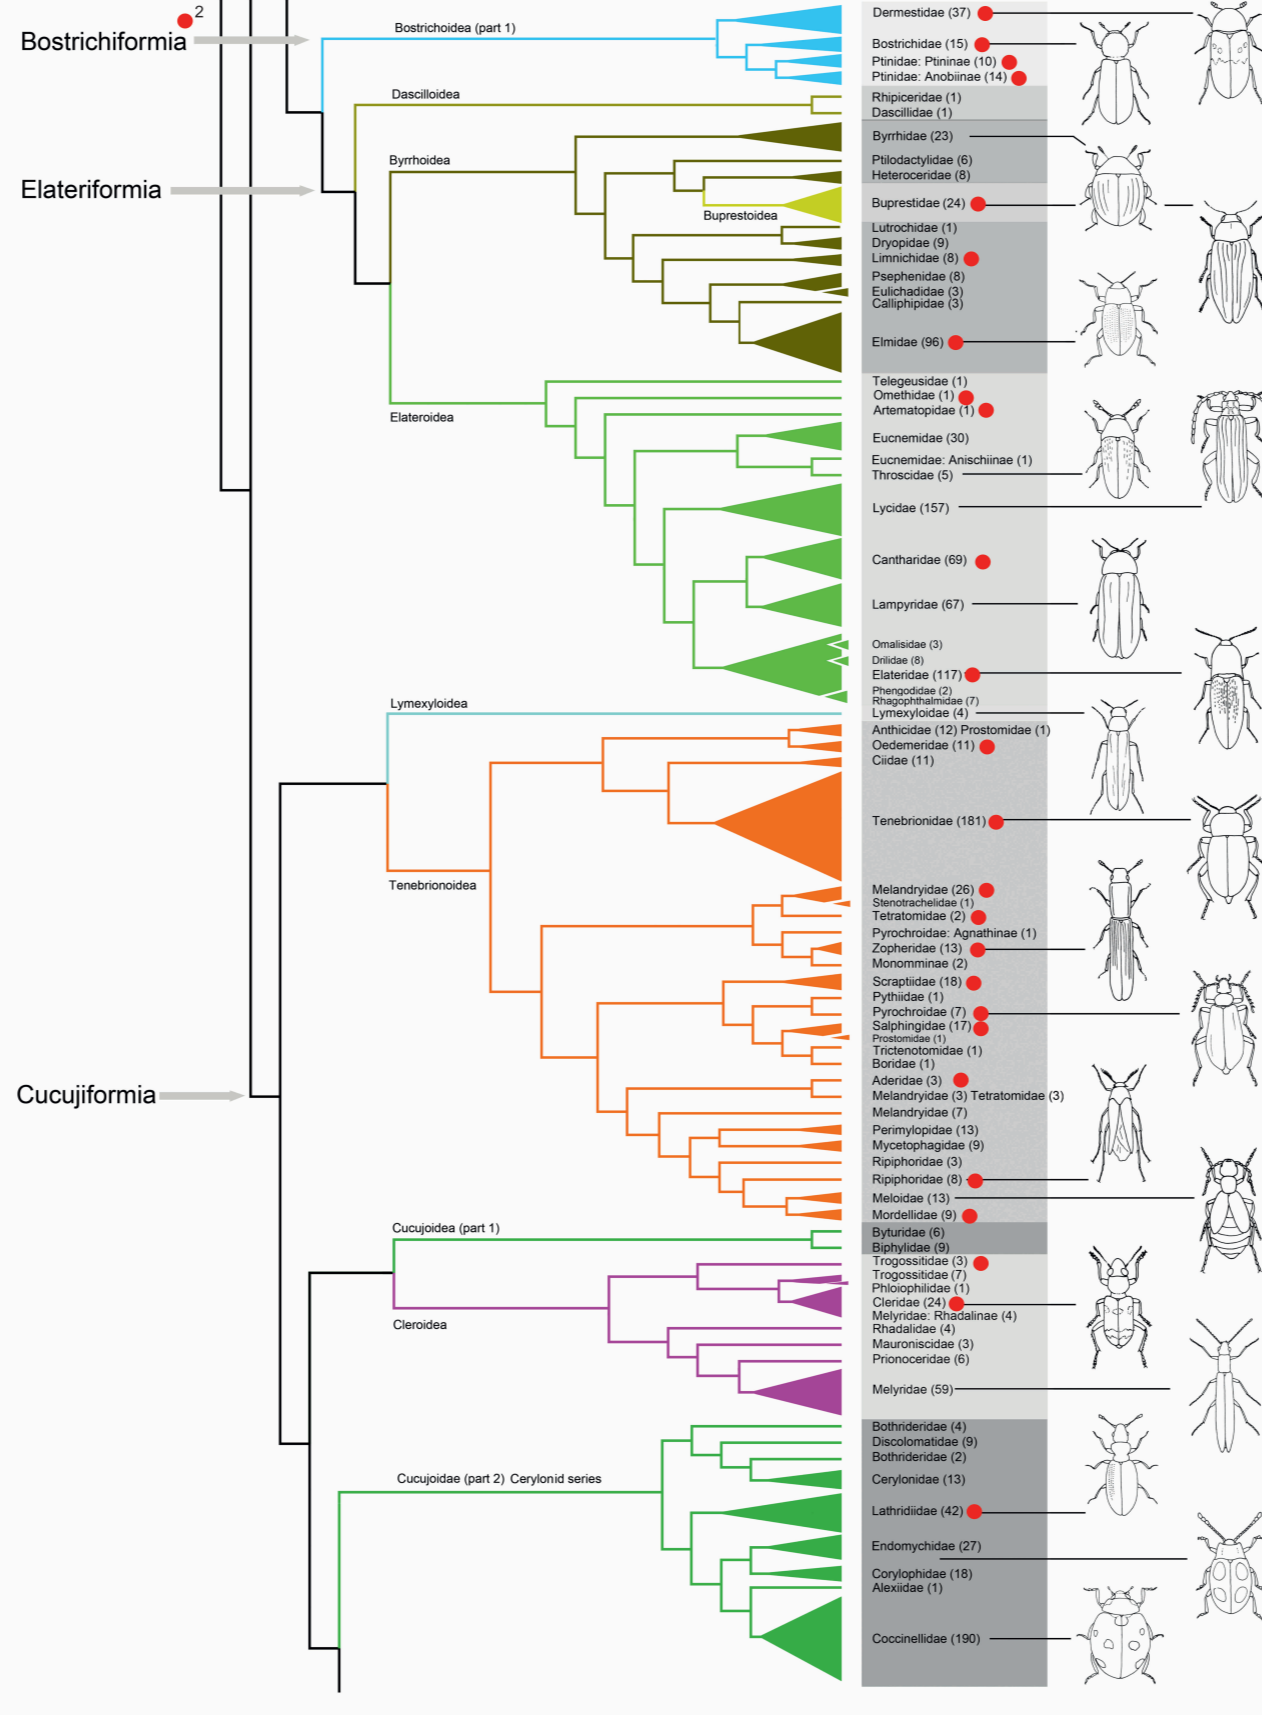 2
Bostrichiformia
Elateriformia
Cucujiformia
Bostrichoidea (part 1)
Dascilloidea
Byrrhoidea
Buprestoidea
Elateroidea
Lymexyloidea
Tenebrionoidea
Cucujoidea (part 1)
Cleroidea
Cucujoidae (part 2) Cerylonid series
Dermestidae (37)
Bostrichidae (15)
Ptinidae: Ptininae (10)
Ptinidae: Anobiinae (14)
Rhipiceridae (1)
Dascillidae (1)
Byrrhidae (23)
Ptilodactylidae (6)
Heteroceridae (8)
Buprestidae (24)
Lutrochidae (1)
Dryopidae (9)
Limnichidae (8)
Psephenidae (8)
Eulichadidae (3)
Calliphipidae (3)
Elmidae (96)
Telegeusidae (1)
Omethidae (1)
Artematopidae (1)
Eucnemidae (30)
Eucnemidae: Anischiinae (1)
Throscidae (5)
Lycidae (157)
Cantharidae (69)
Lampyridae (67)
Omalisidae (3)
Drilidae (8)
Elateridae (117)
Phengodidae (2)
Rhagophthalmidae (7)
Lymexyloidae (4)
Anthicidae (12) Prostomidae (1)
Oedemeridae (11)
Ciidae (11)
Tenebrionidae (181)
Melandryidae (26)
Stenotrachelidae (1)
Tetratomidae (2)
Pyrochroidae: Agnathinae (1)
Zopheridae (13)
Monomminae (2)
Scraptiidae (18)
Pythiidae (1)
Pyrochroidae (7)
Salphingidae (17)
Prostomidae (1)
Trictenotomidae (1)
Boridae (1)
Aderidae (3)
Melandryidae (3) Tetratomidae (3)
Melandryidae (7)
Perimylopidae (13)
Mycetophagidae (9)
Ripiphoridae (3)
Ripiphoridae (8)
Meloidae (13)
Mordellidae (9)
Byturidae (6)
Biphylidae (9)
Trogossitidae (3)
Trogossitidae (7)
Phloiophilidae (1)
Cleridae (24)
Melyridae: Rhadalinae (4)
Rhadalidae (4)
Mauroniscidae (3)
Prionoceridae (6)
Melyridae (59)
Bothrideridae (4)
Discolomatidae (9)
Bothrideridae (2)
Cerylonidae (13)
Lathridiidae (42)
Endomychidae (27)
Corylophidae (18)
Alexiidae (1)
Coccinellidae (190)